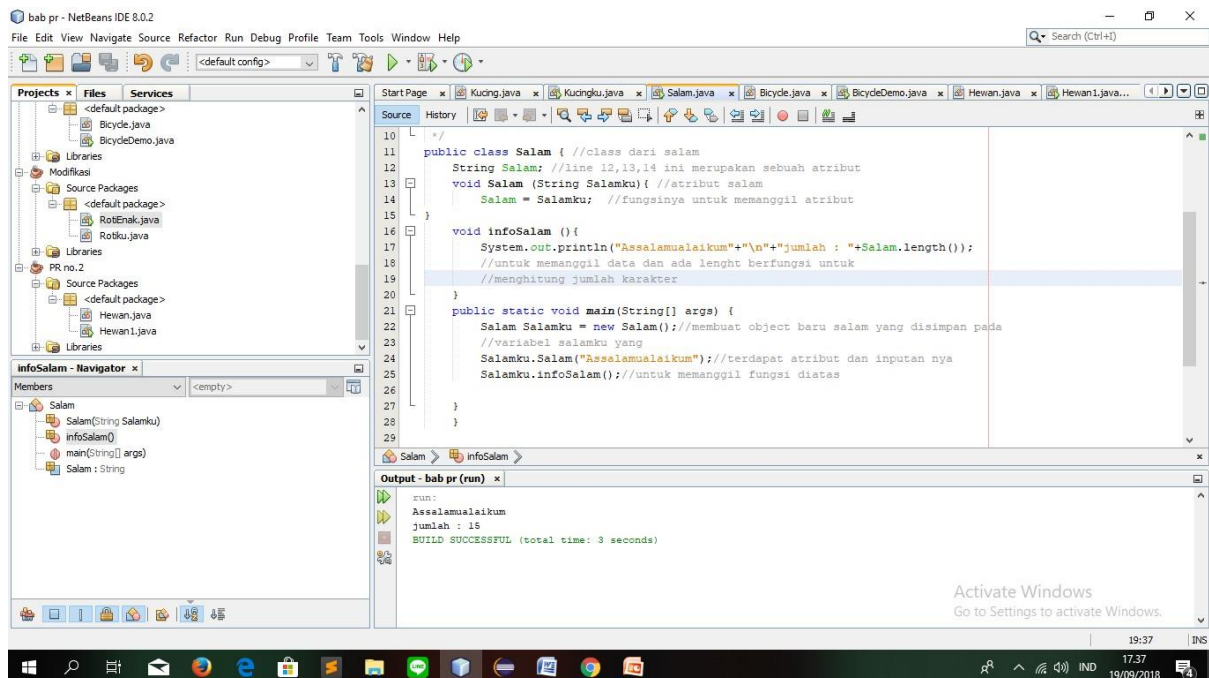 bab pr - NetBeans IDE 8.0.2
File Edit View Navigate Source Refactor Run Debug Profile Team Tools Window Help
Search (Ctrl+I)
<default config>
Projects Files Services
<default package>
Bicycle.java
BicycleDemo.java
Libraries
Modifikasi
Source Packages
<default package>
RotiEnak.java
Rotiku.java
Libraries
PR no.2
Source Packages
<default package>
Hewan.java
Hewan1.java
Libraries
infoSalam - Navigator
Members
<empty>
Salam
Salam(String Salamku)
infoSalam()
main(String[] args)
Salam : String
Start Page Kucing.java Kucingku.java Salam.java Bicycle.java BicycleDemo.java Hewan.java Hewan1.java...
Source History
10 */
11 public class Salam { //class dari salam
12 String Salam; //line 12,13,14 ini merupakan sebuah atribut
13 void Salam (String Salamku){ //atribut salam
14 Salam = Salamku; //fungsinya untuk memanggil atribut
15 }
16 void infoSalam (){
17 System.out.println("Assalamualaikum"+"\n"+"jumlah : "+Salam.length());
18 //untuk memanggil data dan ada lenght berfungsi untuk
19 //menghitung jumlah karakter
20 }
21 public static void main(String[] args) {
22 Salam Salamku = new Salam();//membuat object baru salam yang disimpan pada
23 //variabel salamku yang
24 Salamku.Salam("Assalamualaikum");//terdapat atribut dan inputan nya
25 Salamku.infoSalam();//untuk memanggil fungsi diatas
26
27 }
28 }
29
Salam infoSalam
Output - bab pr (run)
run:
Assalamualaikum
jumlah : 15
BUILD SUCCESSFUL (total time: 3 seconds)
Activate Windows
Go to Settings to activate Windows.
19:37 INS
IND
17.37
19/09/2018